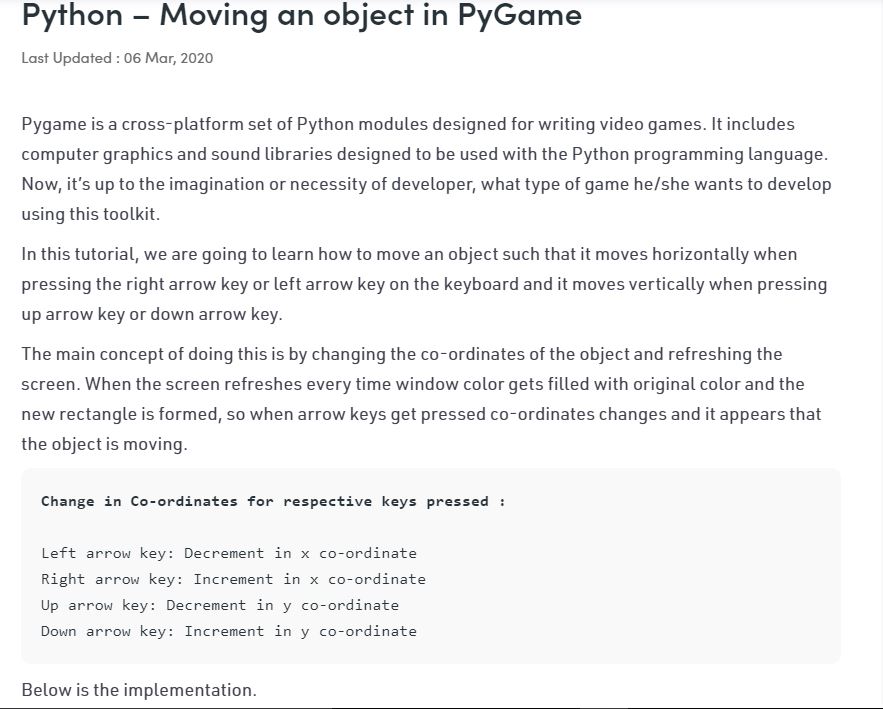 Python – Moving an object in PyGame
Last Updated : 06 Mar, 2020
Pygame is a cross-platform set of Python modules designed for writing video games. It includes
computer graphics and sound libraries designed to be used with the Python programming language.
Now, it’s up to the imagination or necessity of developer, what type of game he/she wants to develop
using this toolkit.
In this tutorial, we are going to learn how to move an object such that it moves horizontally when
pressing the right arrow key or left arrow key on the keyboard and it moves vertically when pressing
up arrow key or down arrow key.
The main concept of doing this is by changing the co-ordinates of the object and refreshing the
screen. When the screen refreshes every time window color gets filled with original color and the
new rectangle is formed, so when arrow keys get pressed co-ordinates changes and it appears that
the object is moving.
Change in Co-ordinates for respective keys pressed :
Left arrow key: Decrement in x co-ordinate
Right arrow key: Increment in x co-ordinate
Up arrow key: Decrement in y co-ordinate
Down arrow key: Increment in y co-ordinate
Below is the implementation.